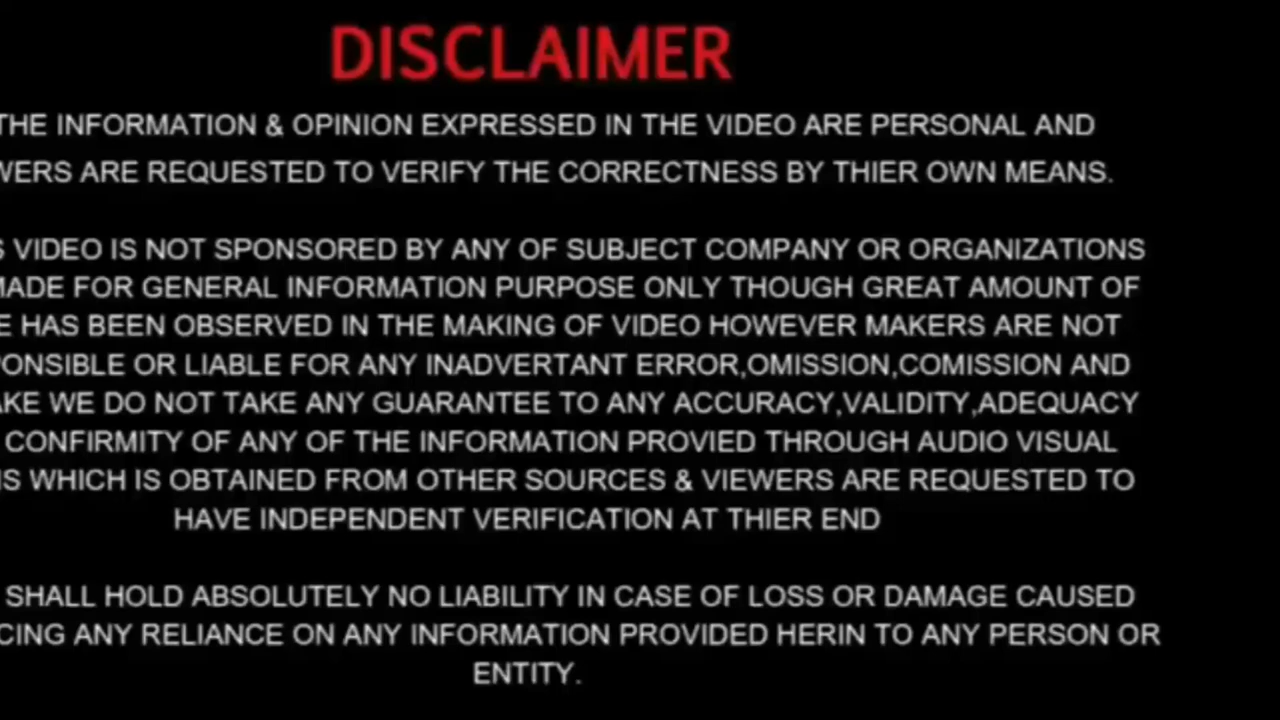 DISCLAIMER
THE INFORMATION & OPINION EXPRESSED IN THE VIDEO ARE PERSONAL AND
WERS ARE REQUESTED TO VERIFY THE CORRECTNESS BY THIER OWN MEANS.
S VIDEO IS NOT SPONSORED BY ANY OF SUBJECT COMPANY OR ORGANIZATIONS
MADE FOR GENERAL INFORMATION PURPOSE ONLY THOUGH GREAT AMOUNT OF
E HAS BEEN OBSERVED IN THE MAKING OF VIDEO HOWEVER MAKERS ARE NOT
PONSIBLE OR LIABLE FOR ANY INADVERTANT ERROR,OMISSION,COMISSION AND
AKE WE DO NOT TAKE ANY GUARANTEE TO ANY ACCURACY,VALIDITY,ADEQUACY
CONFIRMITY OF ANY OF THE INFORMATION PROVIED THROUGH AUDIO VISUAL
IS WHICH IS OBTAINED FROM OTHER SOURCES & VIEWERS ARE REQUESTED TO
HAVE INDEPENDENT VERIFICATION AT THIER END
SHALL HOLD ABSOLUTELY NO LIABILITY IN CASE OF LOSS OR DAMAGE CAUSED
CING ANY RELIANCE ON ANY INFORMATION PROVIDED HERIN TO ANY PERSON OR
ENTITY.